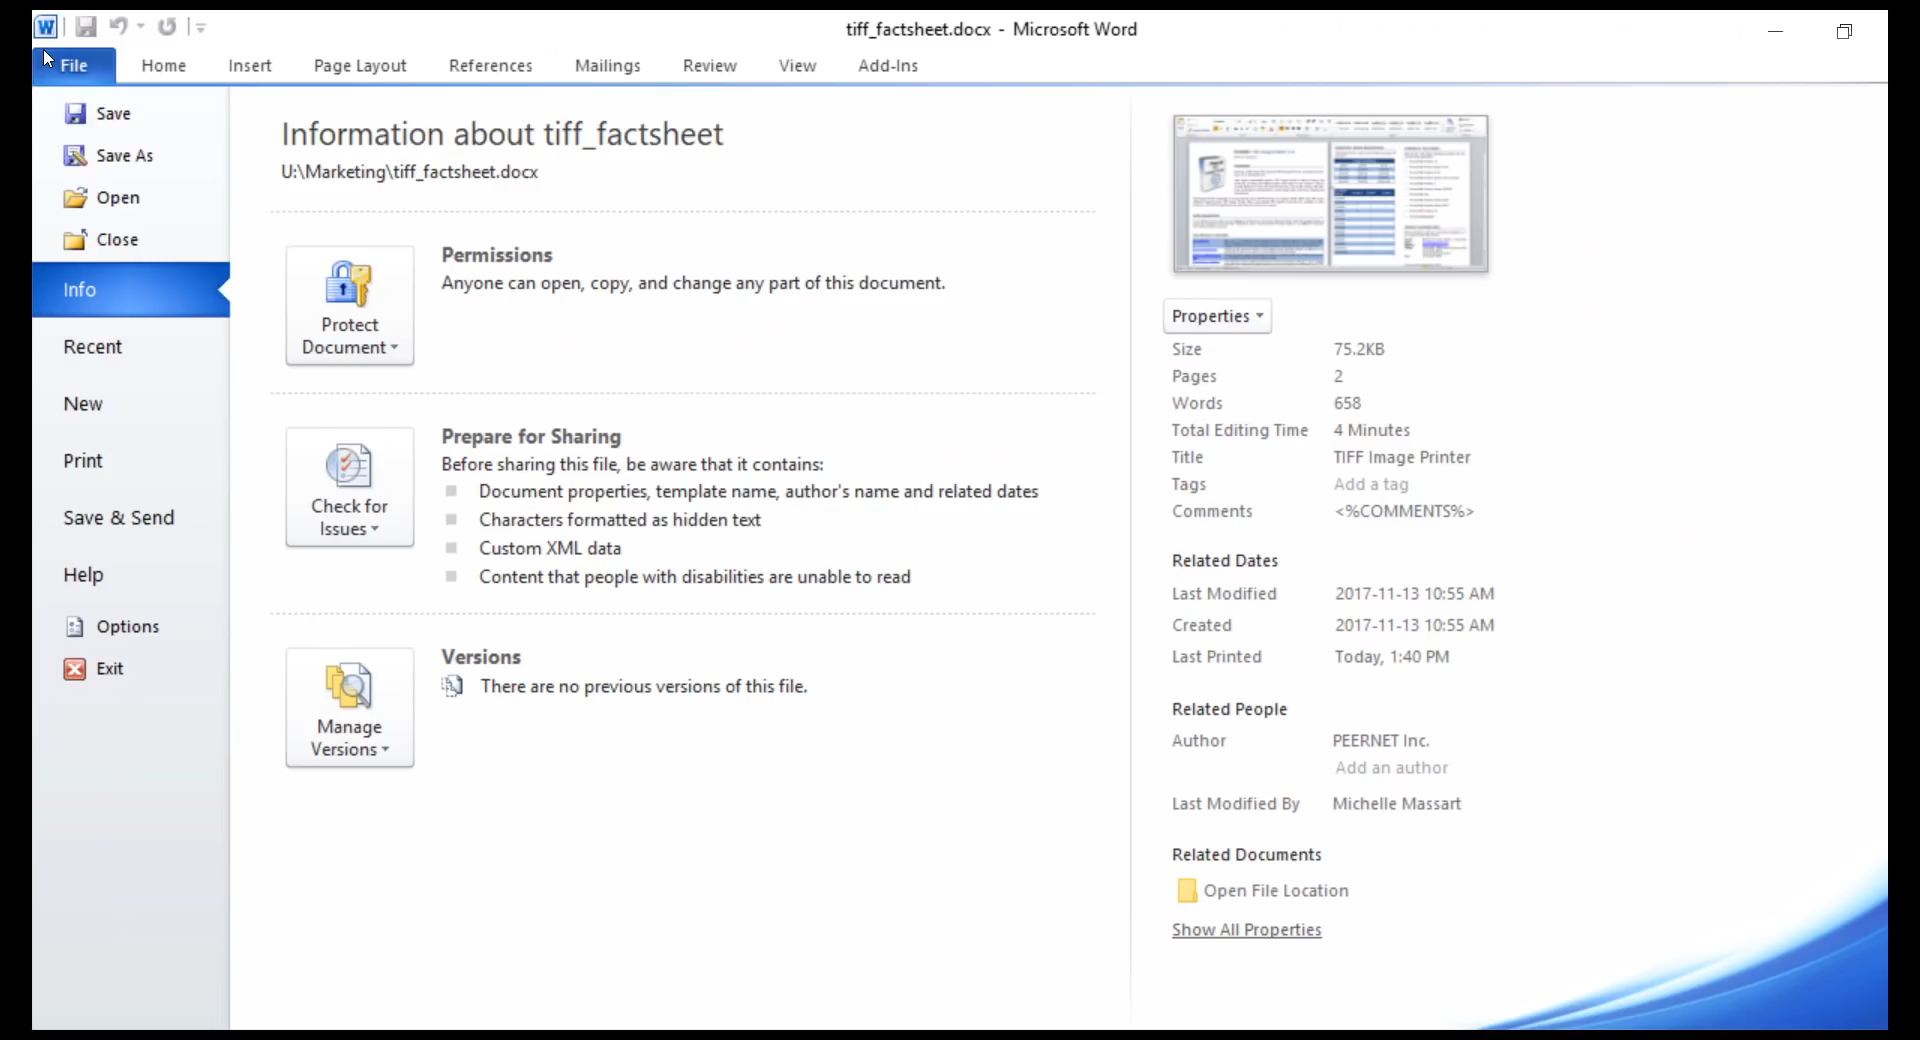 tiff_factsheet.docx - Microsoft Word
File Home Insert Page Layout References Mailings Review View Add-Ins
Save
Save As
Open
Close
Info
Recent
New
Print
Save & Send
Help
Options
Exit
Information about tiff_factsheet
U:\Marketing\tiff_factsheet.docx
Protect
Document
Permissions
Anyone can open, copy, and change any part of this document.
Check for
Issues
Prepare for Sharing
Before sharing this file, be aware that it contains:
Document properties, template name, author's name and related dates
Characters formatted as hidden text
Custom XML data
Content that people with disabilities are unable to read
Manage
Versions
Versions
There are no previous versions of this file.
Properties
Size 75.2KB
Pages 2
Words 658
Total Editing Time 4 Minutes
Title TIFF Image Printer
Tags Add a tag
Comments <%COMMENTS%>
Related Dates
Last Modified 2017-11-13 10:55 AM
Created 2017-11-13 10:55 AM
Last Printed Today, 1:40 PM
Related People
Author PEERNET Inc.
Add an author
Last Modified By Michelle Massart
Related Documents
Open File Location
Show All Properties